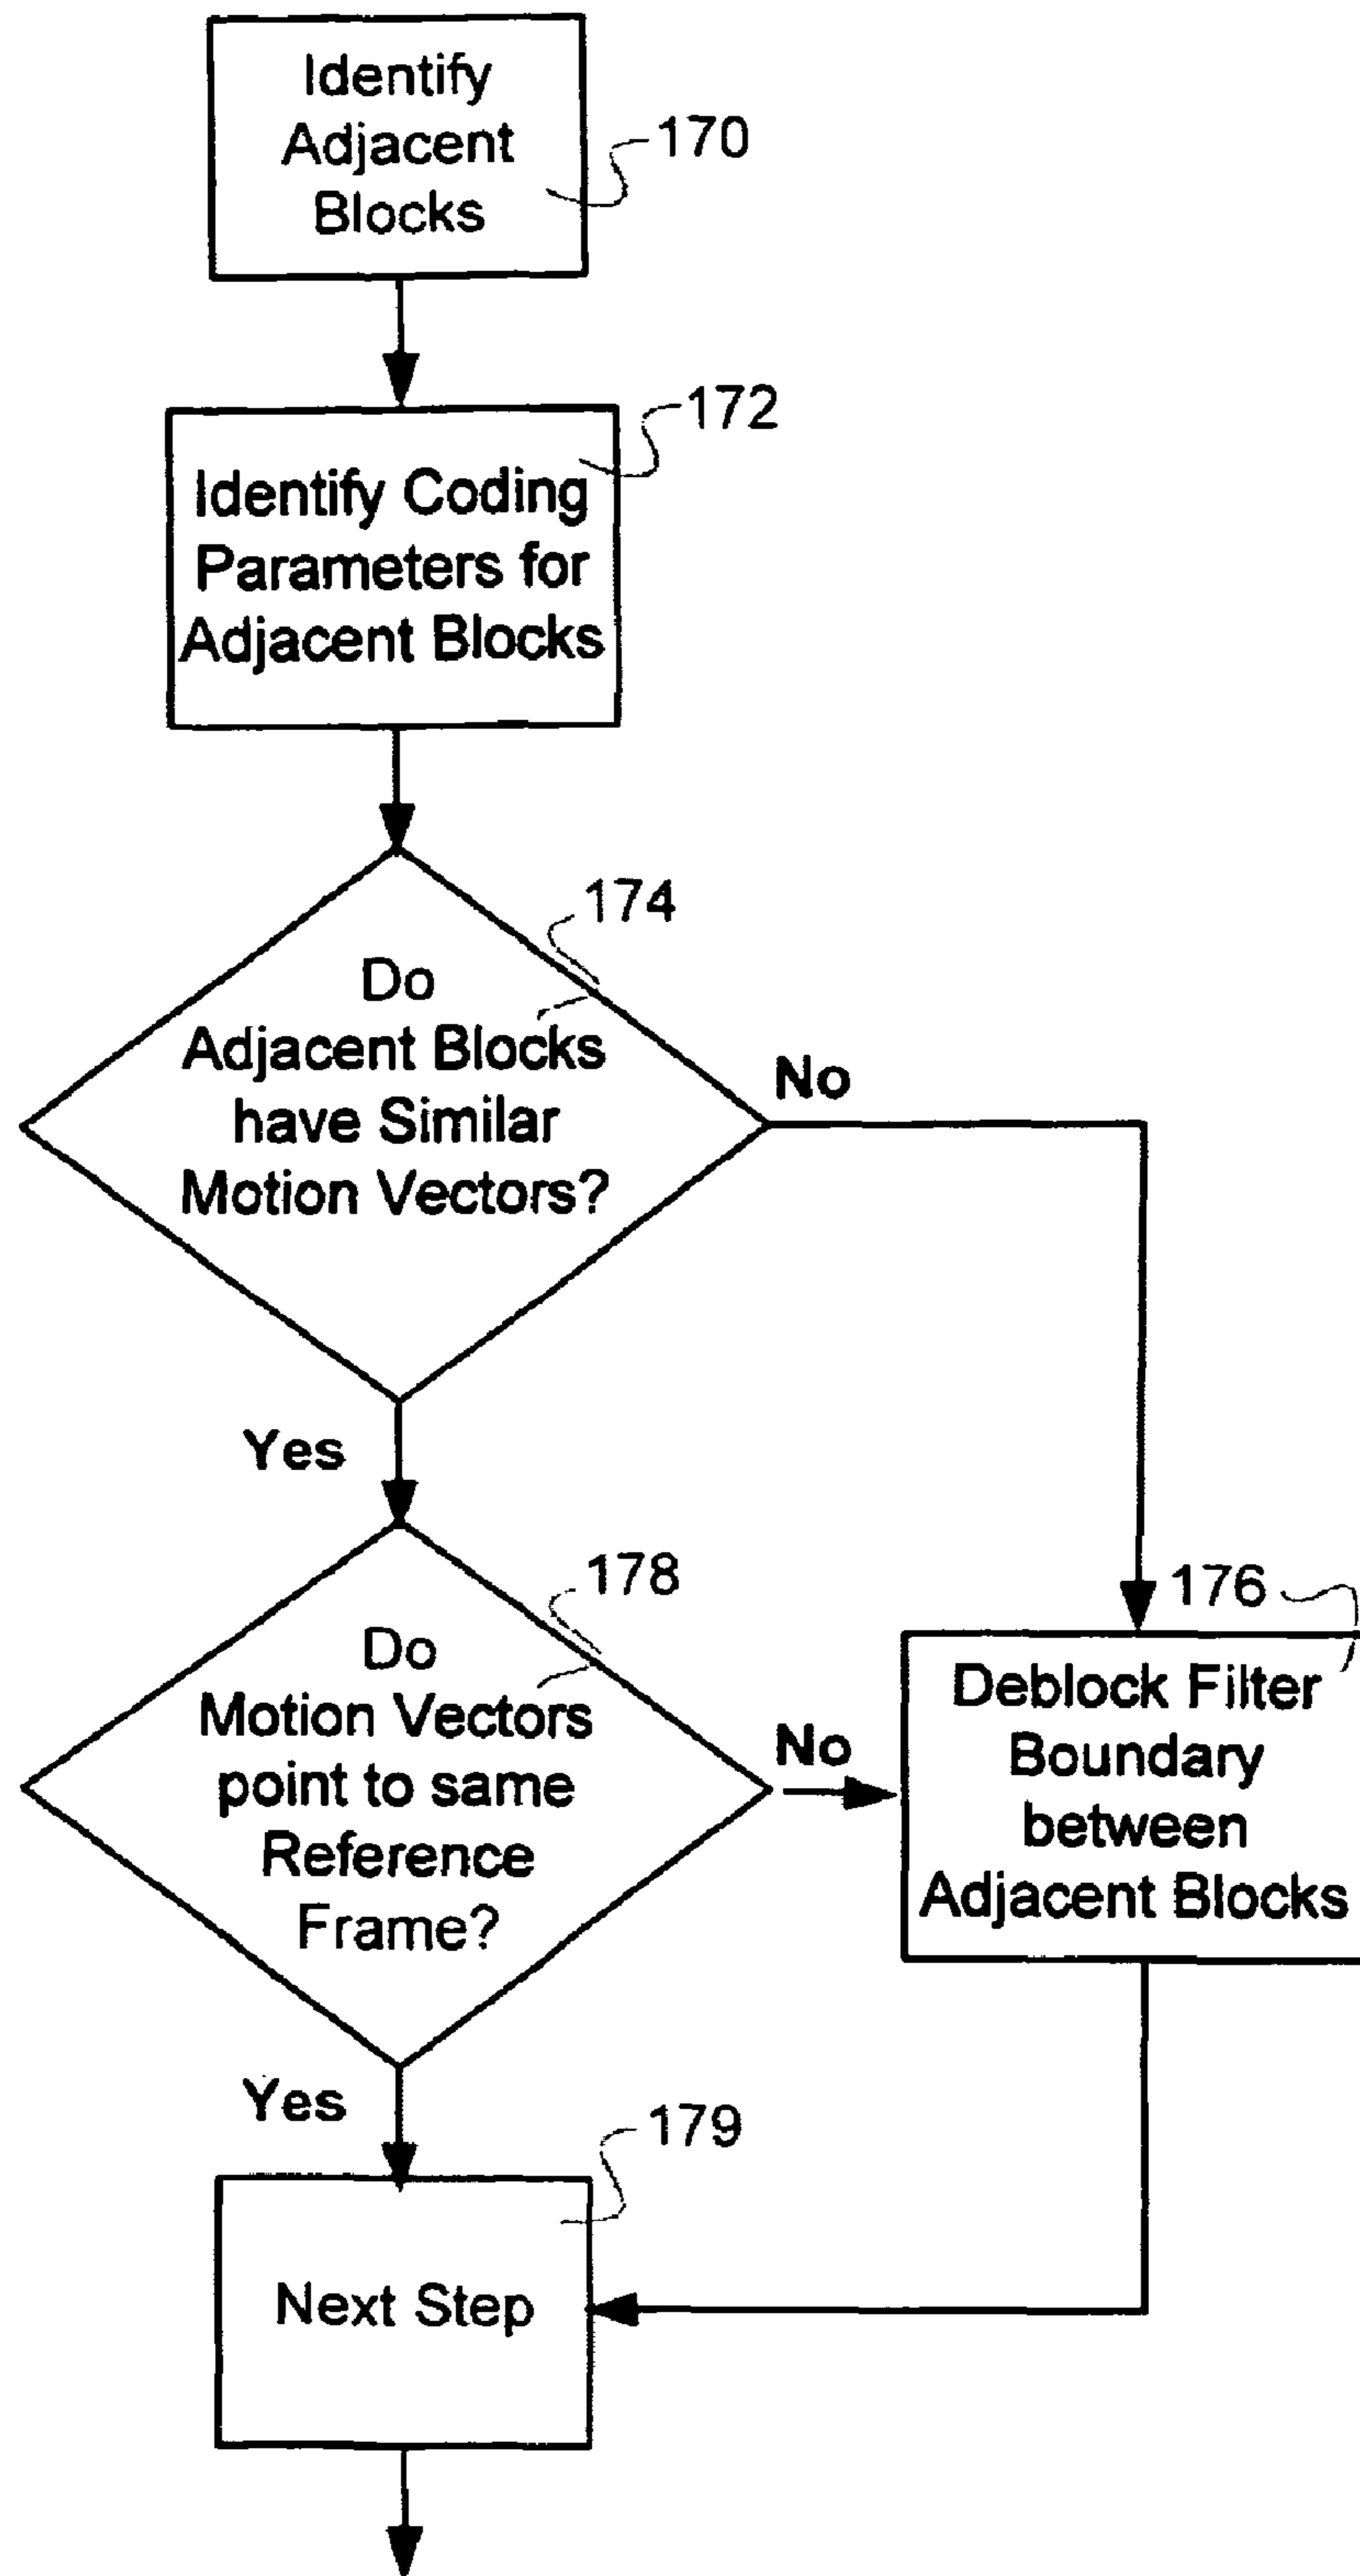 Identify
Adjacent
Blocks
170
172
Identify Coding
Parameters for
Adjacent Blocks
174
Do
Adjacent Blocks
have Similar
Motion Vectors?
No
Yes
178
Do
Motion Vectors
point to same
Reference
Frame?
No
176
Deblock Filter
Boundary
between
Adjacent Blocks
Yes
179
Next Step